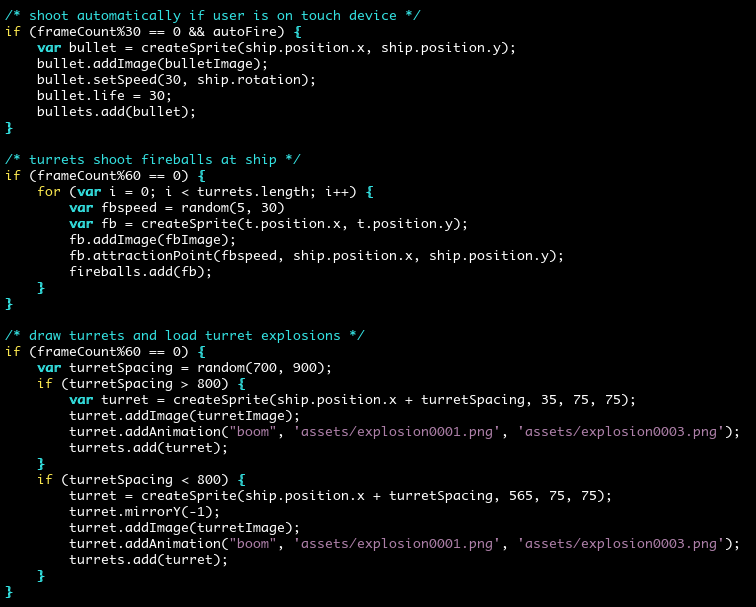 /* shoot automatically if user is on touch device */
if (frameCount%30 == 0 && autoFire) {
    var bullet = createSprite(ship.position.x, ship.position.y);
    bullet.addImage(bulletImage);
    bullet.setSpeed(30, ship.rotation);
    bullet.life = 30;
    bullets.add(bullet);
}

/* turrets shoot fireballs at ship */
if (frameCount%60 == 0) {
    for (var i = 0; i < turrets.length; i++) {
        var fbspeed = random(5, 30)
        var fb = createSprite(t.position.x, t.position.y);
        fb.addImage(fbImage);
        fb.attractionPoint(fbspeed, ship.position.x, ship.position.y);
        fireballs.add(fb);
    }
}

/* draw turrets and load turret explosions */
if (frameCount%60 == 0) {
    var turretSpacing = random(700, 900);
    if (turretSpacing > 800) {
        var turret = createSprite(ship.position.x + turretSpacing, 35, 75, 75);
        turret.addImage(turretImage);
        turret.addAnimation("boom", 'assets/explosion0001.png', 'assets/explosion0003.png');
        turrets.add(turret);
    }
    if (turretSpacing < 800) {
        turret = createSprite(ship.position.x + turretSpacing, 565, 75, 75);
        turret.mirrorY(-1);
        turret.addImage(turretImage);
        turret.addAnimation("boom", 'assets/explosion0001.png', 'assets/explosion0003.png');
        turrets.add(turret);
    }
}